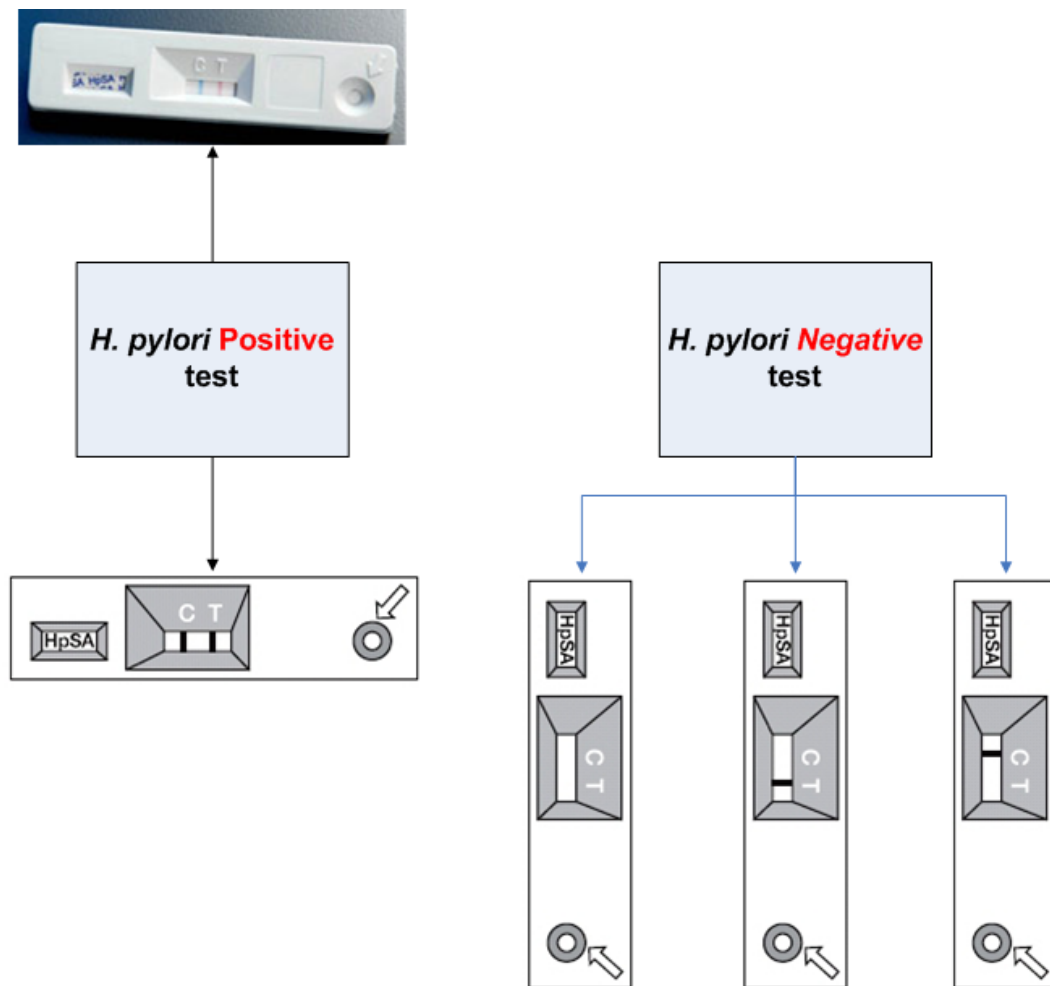 C T
HpSA
H. pylori Positive
test
H. pylori Negative
test
C T
HpSA
HpSA
HpSA
HpSA
C T
C T
C T